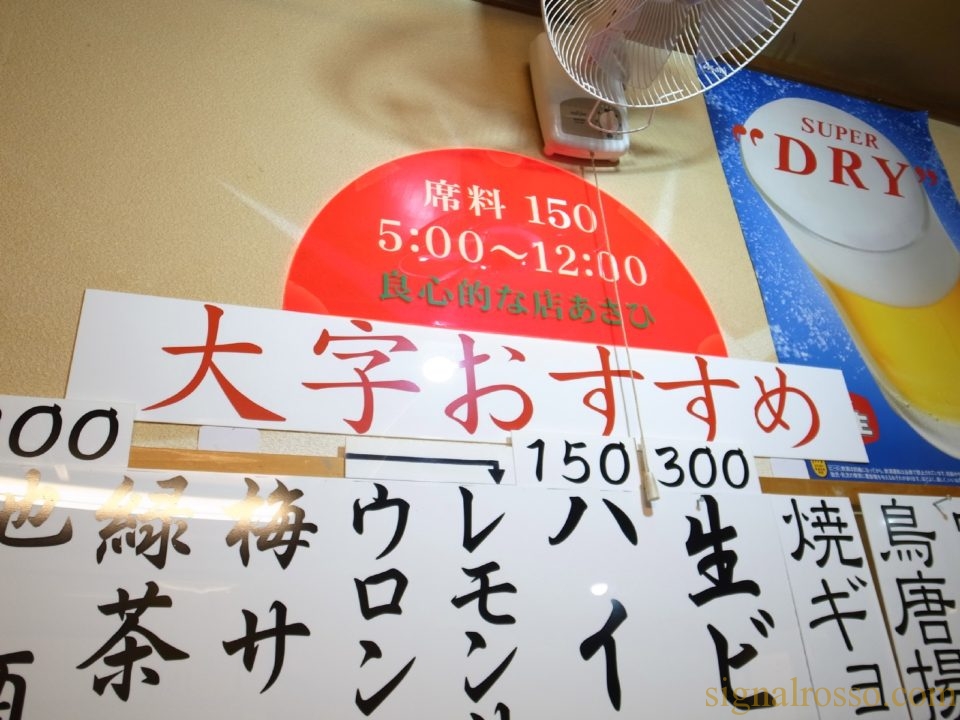 SUPER
“DRY”
席料 150
5:00～12:00
良心的な店あさひ
大字おすすめ
150
300
緑茶
梅サ
ウロン
レモン
ハイ
生ド
焼ギョ
鳥唐揚
signalrosso.com